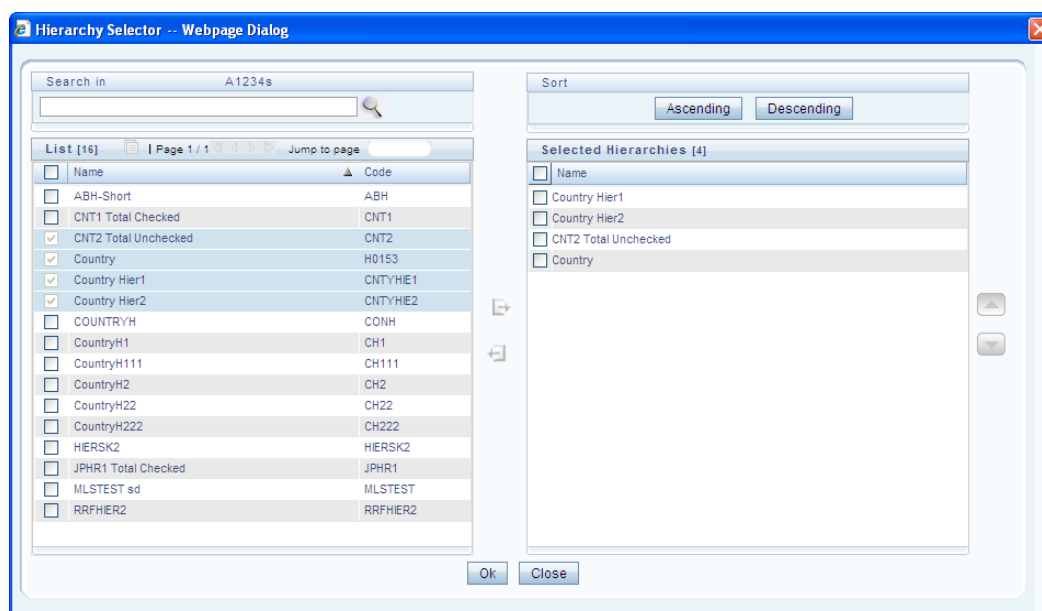 Hierarchy Selector -- Webpage Dialog
Search in A1234s
List [16] | Page 1 / 1 Jump to page
Name Code
ABH-Short ABH
CNT1 Total Checked CNT1
CNT2 Total Unchecked CNT2
Country H0153
Country Hier1 CNTYHIE1
Country Hier2 CNTYHIE2
COUNTRYH CONH
CountryH1 CH1
CountryH111 CH111
CountryH2 CH2
CountryH22 CH22
CountryH222 CH222
HIERSK2 HIERSK2
JPHR1 Total Checked JPHR1
MLSTEST sd MLSTEST
RRFHIER2 RRFHIER2
Sort
Ascending Descending
Selected Hierarchies [4]
Name
Country Hier1
Country Hier2
CNT2 Total Unchecked
Country
Ok Close